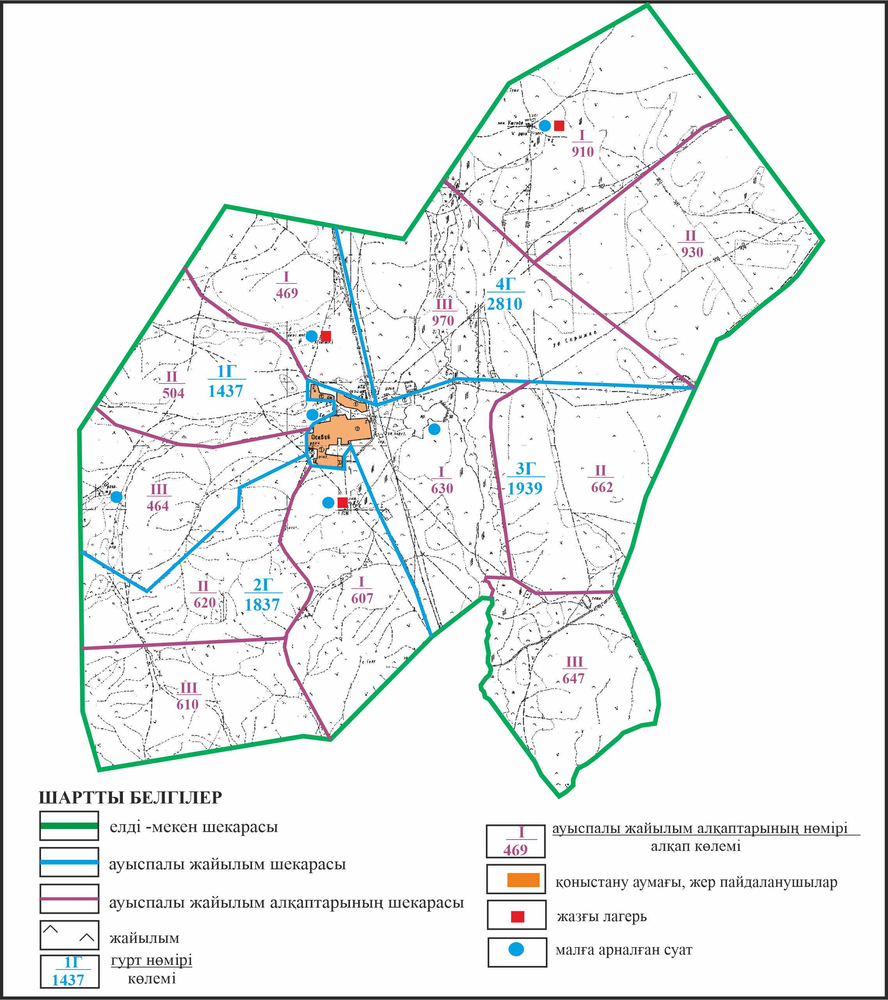 I
910
II
930
4Г
2810
I
469
III
970
ур. Сарыжал
II
504
1Г
1437
Осабий
III
464
I
630
3Г
1939
II
662
II
620
2Г
1837
I
607
III
647
III
610
ШАРТТЫ БЕЛГІЛЕР
елді -мекен шекарасы
ауыспалы жайылым шекарасы
ауыспалы жайылым алқаптарының шекарасы
жайылым
1Г
1437
гурт нөмірі
көлемі
I
469
ауыспалы жайылым алқаптарының нөмірі
алқап көлемі
қоныстану аумағы, жер пайдаланушылар
жазғы лагерь
малға арналған суат